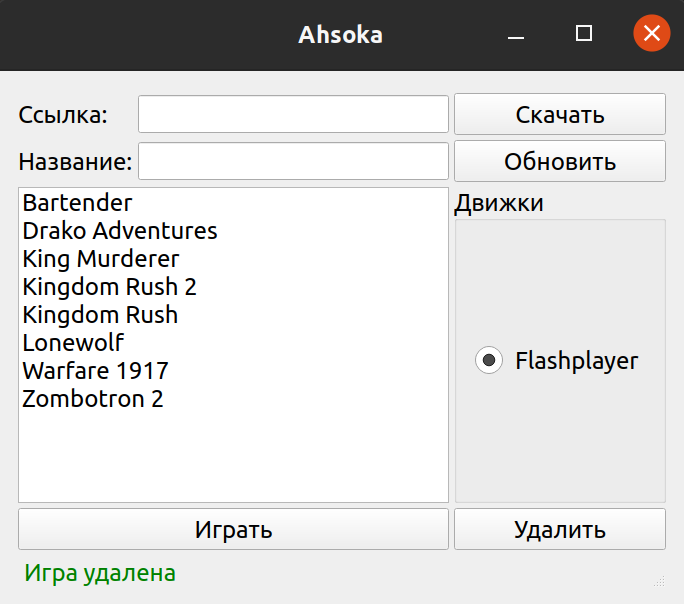 Ahsoka
Ссылка:
Скачать
Название:
Обновить
Bartender
Drako Adventures
King Murderer
Kingdom Rush 2
Kingdom Rush
Lonewolf
Warfare 1917
Zombotron 2
Движки
Flashplayer
Играть
Удалить
Игра удалена